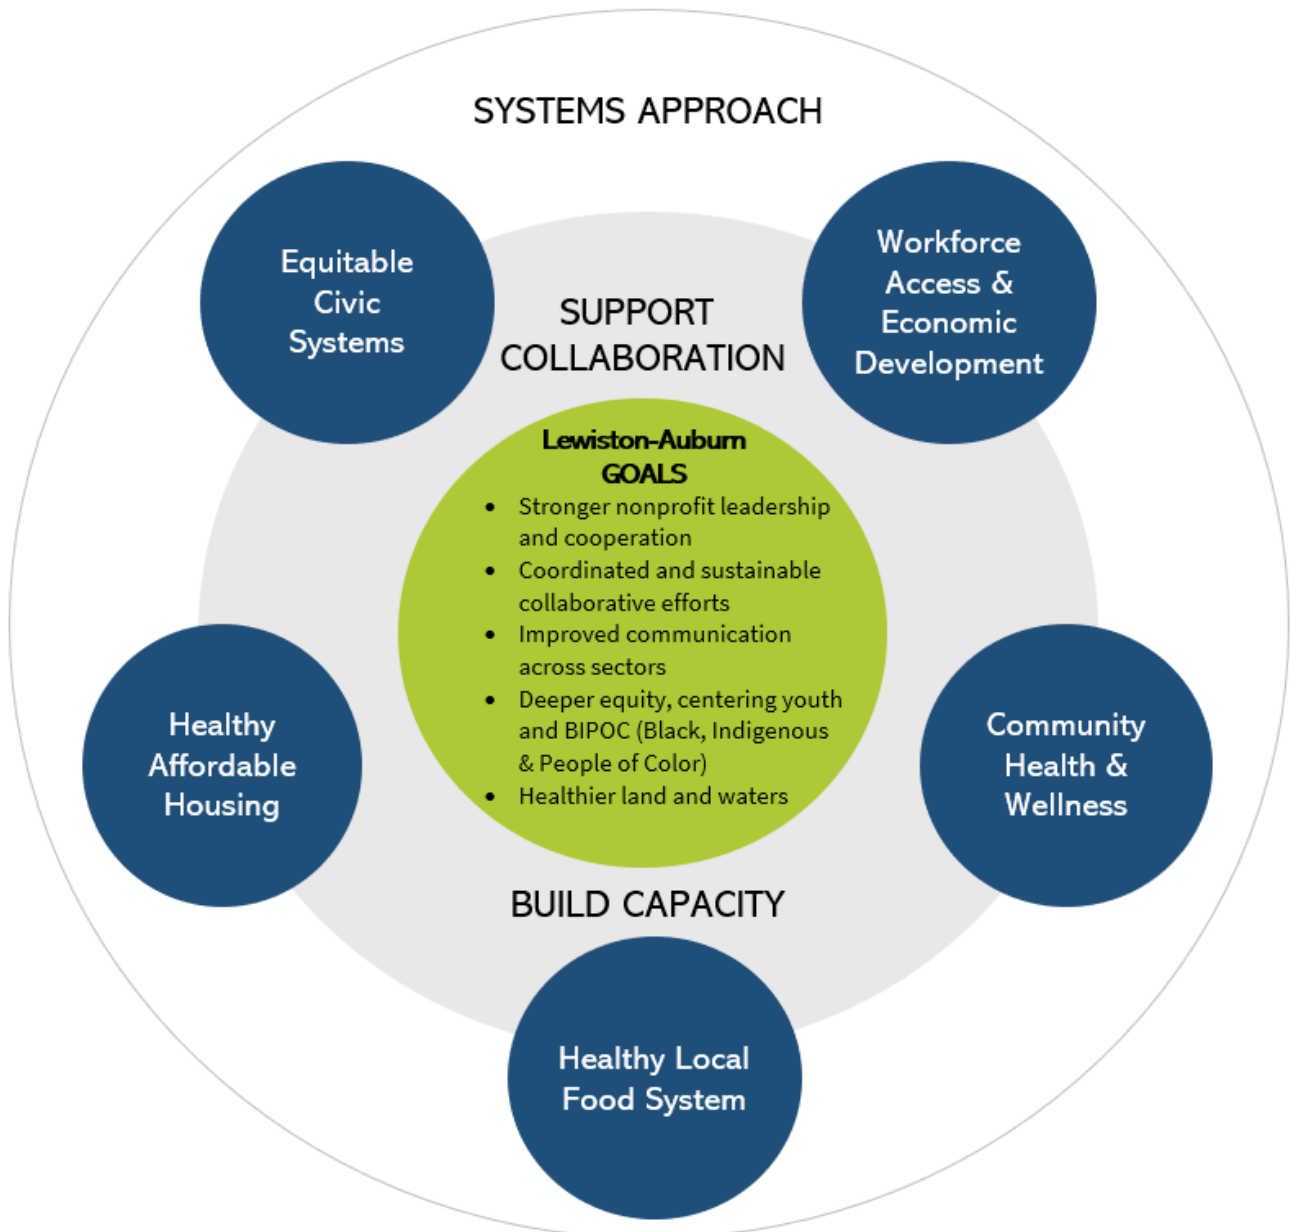 SYSTEMS APPROACH
Equitable
Civic
Systems
Workforce
Access &
Economic
Development
SUPPORT
COLLABORATION
Lewiston-Auburn
GOALS
• Stronger nonprofit leadership
and cooperation
• Coordinated and sustainable
collaborative efforts
• Improved communication
across sectors
• Deeper equity, centering youth
and BIPOC (Black, Indigenous
& People of Color)
• Healthier land and waters
Healthy
Affordable
Housing
Community
Health &
Wellness
BUILD CAPACITY
Healthy Local
Food System